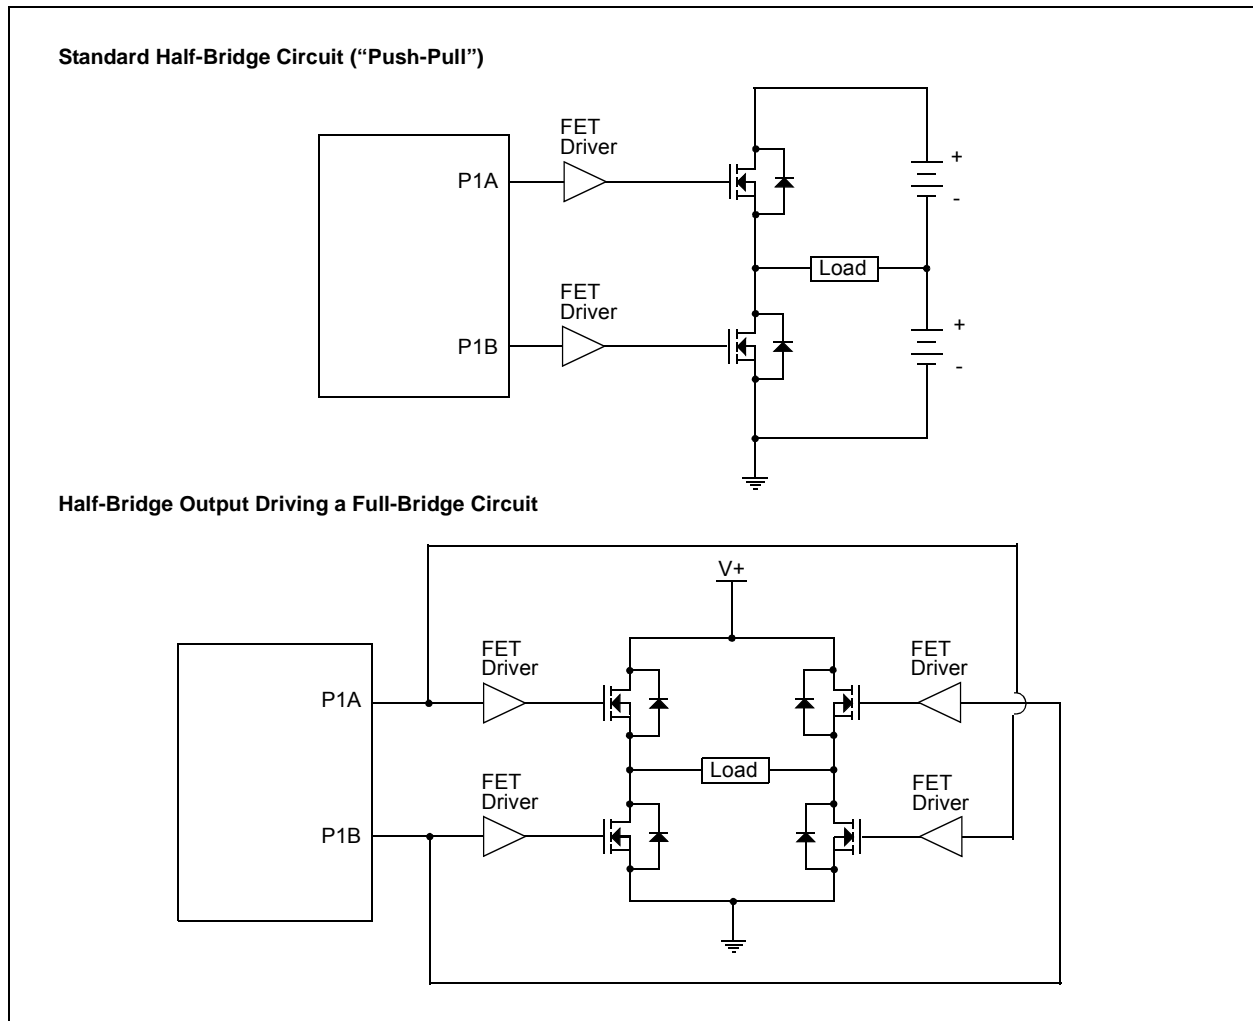 Standard Half-Bridge Circuit (“Push-Pull”)
FET
Driver
P1A
+
-
Load
FET
Driver
P1B
+
-
Half-Bridge Output Driving a Full-Bridge Circuit
V+
FET
Driver
FET
Driver
P1A
Load
FET
Driver
FET
Driver
P1B